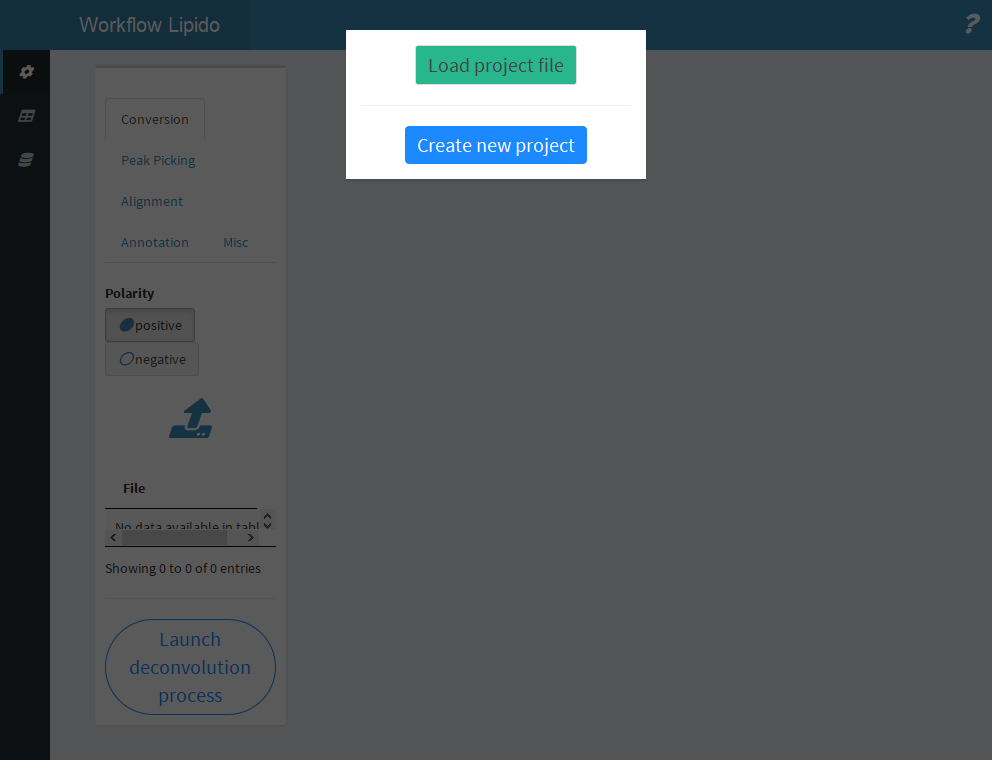 Workflow Lipido
?
Load project file
Create new project
Conversion
Peak Picking
Alignment
Annotation Misc
Polarity
positive
negative
File
No data available in tabl
Showing 0 to 0 of 0 entries
Launch
deconvolution
process